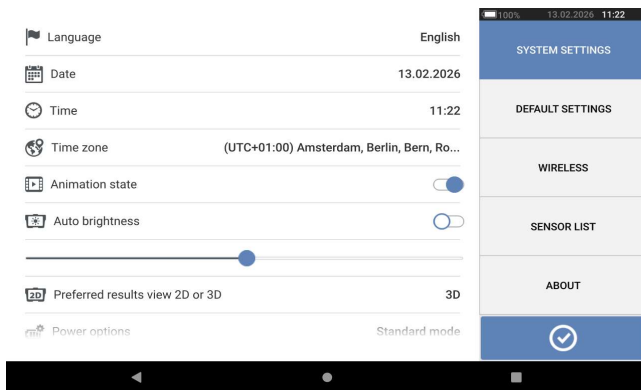 100% 13.02.2026 11:22
Language English
Date 13.02.2026
Time 11:22
Time zone (UTC+01:00) Amsterdam, Berlin, Bern, Ro...
Animation state
Auto brightness
2D Preferred results view 2D or 3D 3D
Power options Standard mode
SYSTEM SETTINGS
DEFAULT SETTINGS
WIRELESS
SENSOR LIST
ABOUT